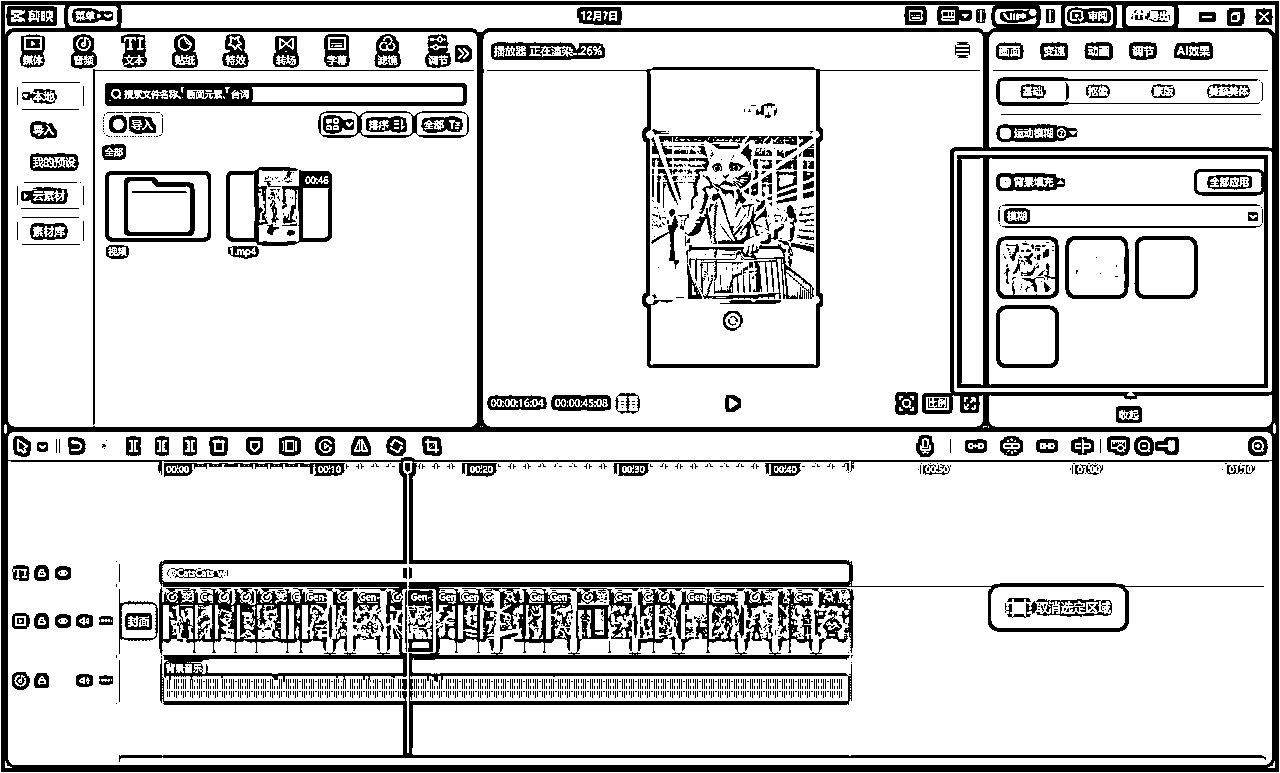 剪映 菜单 12月7日 VIP 审阅 导出
媒体 音频 文本 贴纸 特效 转场 字幕 滤镜 调节
播放器 正在渲染...26%
画面 变速 动画 调节 AI效果
本地
导入
我的预设
云素材
素材库
搜索文件名称、画面元素、台词
导入 排序 全部
全部
00:46
视频 1.mp4
基础 抠像 蒙版 美颜美体
运动模糊
背景填充 全部应用
模糊
收起
00:00:16:04 00:00:45:08 比例
00:00 00:10 00:20 00:30 00:40 00:50 01:00 01:10
封面
Gen-
背景音乐
取消选定区域